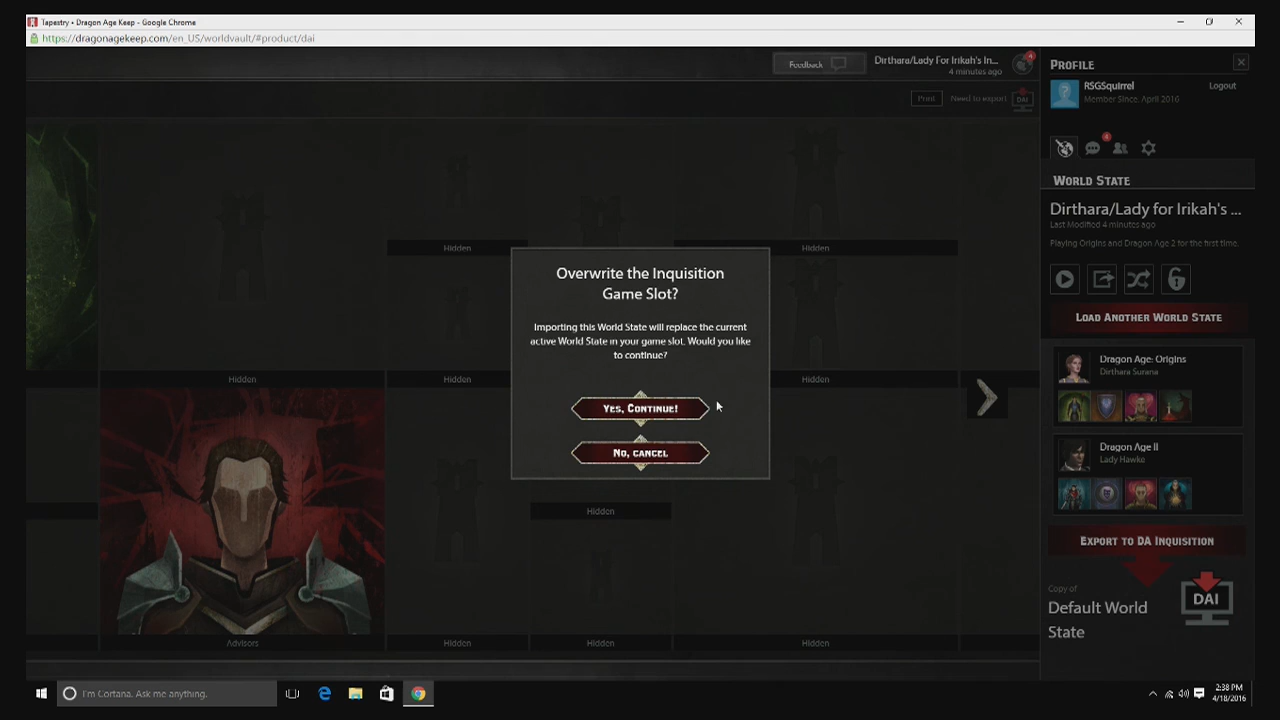 Tapestry • Dragon Age Keep - Google Chrome
https://dragonagekeep.com/en_US/worldvault/#product/dai
Feedback
Dirthara/Lady For Irikah's In...
4 minutes ago
4
Print
Need to export
DAI
PROFILE
RSGSquirrel
Logout
Member Since: April 2016
4
WORLD STATE
Dirthara/Lady for Irikah's ...
Last Modified 4 minutes ago
Playing Origins and Dragon Age 2 for the first time.
LOAD ANOTHER WORLD STATE
Dragon Age: Origins
Dirthara Surana
Dragon Age II
Lady Hawke
EXPORT TO DA INQUISITION
Copy of
Default World
State
DAI
Hidden
Hidden
Hidden
Hidden
Hidden
Hidden
Advisors
Hidden
Hidden
Hidden
Overwrite the Inquisition
Game Slot?
Importing this World State will replace the current
active World State in your game slot. Would you like
to continue?
YES, CONTINUE!
NO, CANCEL
I'm Cortana. Ask me anything.
2:38 PM
4/18/2016